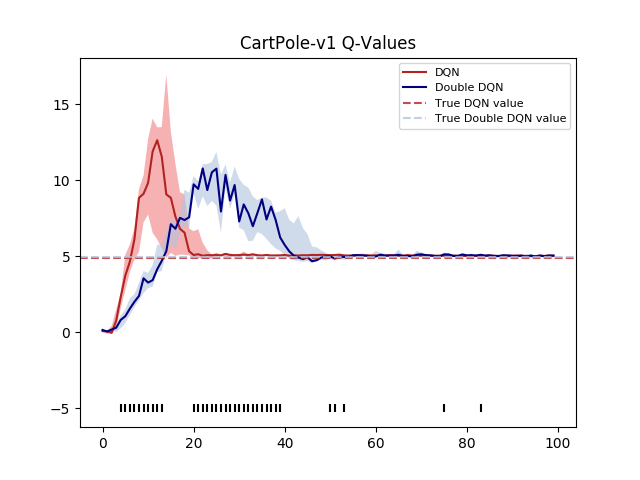 CartPole-v1 Q-Values
DQN
Double DQN
True DQN value
True Double DQN value
15
10
5
0
−5
0 20 40 60 80 100